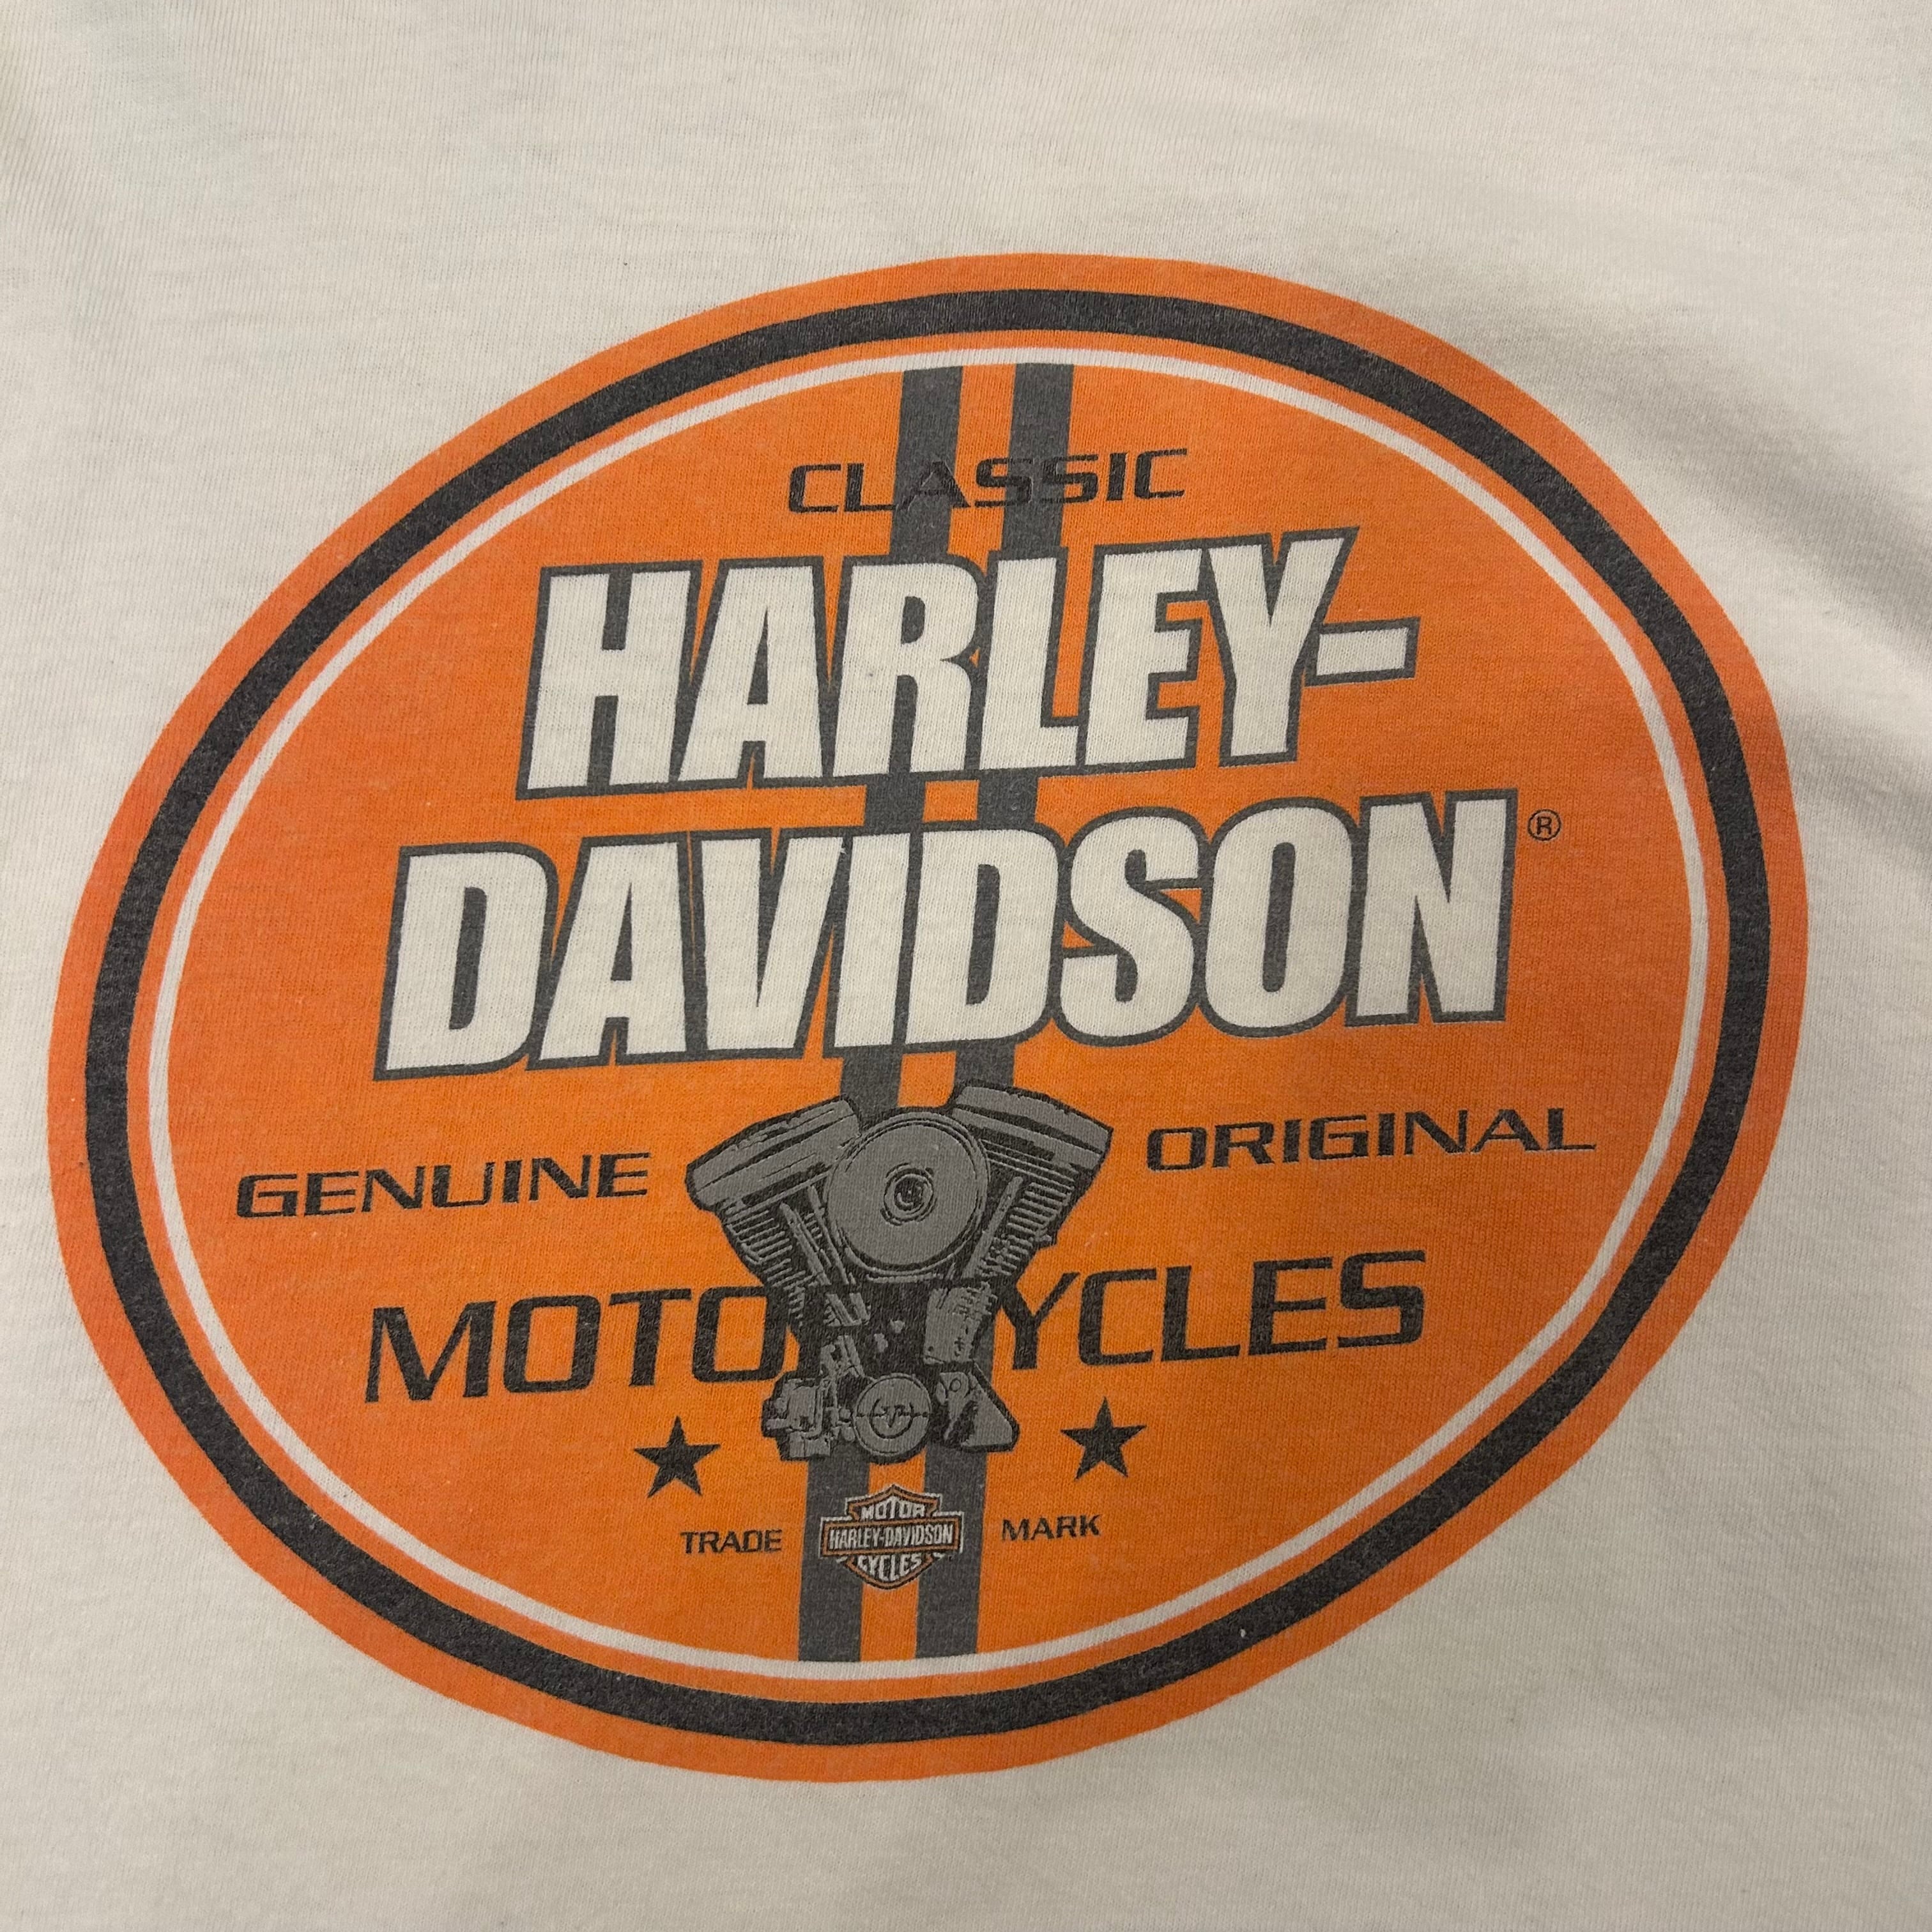 CLASSIC
HARLEY-
DAVIDSON®
GENUINE ORIGINAL
MOTORCYCLES
TRADE MARK
MOTOR
HARLEY-DAVIDSON
CYCLES